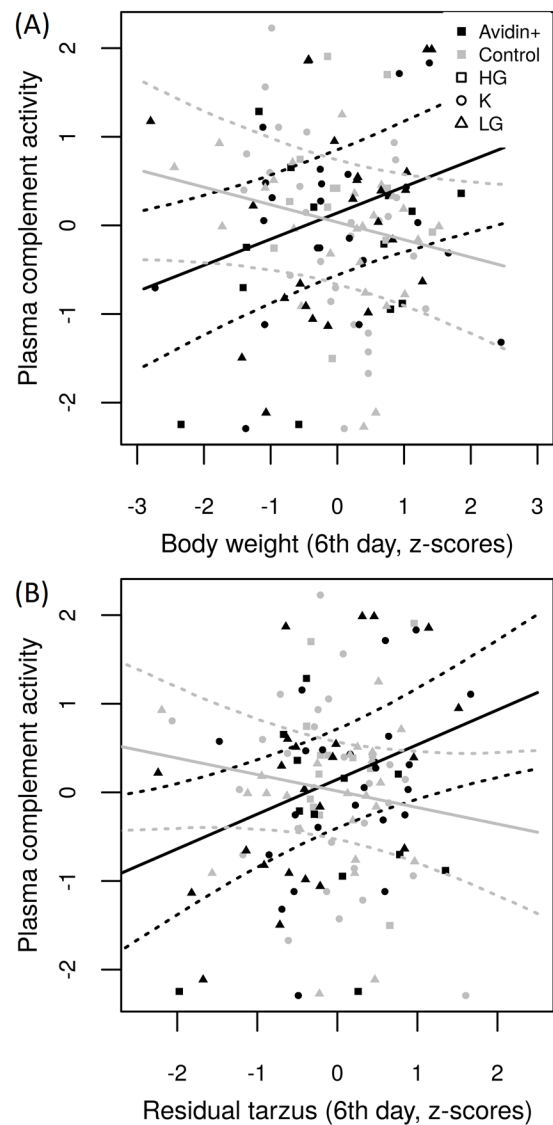 (A)
Plasma complement activity
2
1
0
-1
-2
Avidin+
Control
HG
K
LG
-3 -2 -1 0 1 2 3
Body weight (6th day, z-scores)
(B)
Plasma complement activity
2
1
0
-1
-2
-2 -1 0 1 2
Residual tarzus (6th day, z-scores)